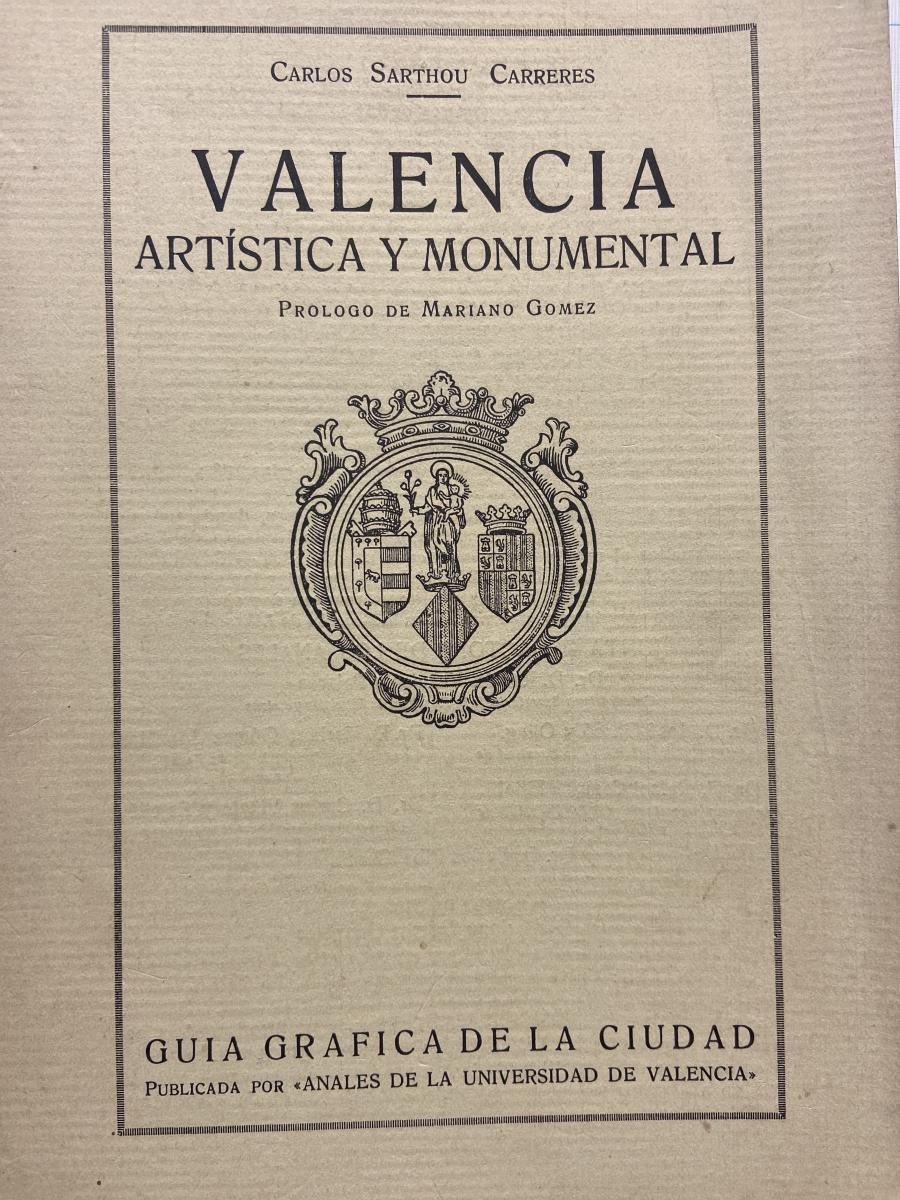 CARLOS SARTHOU CARRERES
VALENCIA
ARTÍSTICA Y MONUMENTAL
PROLOGO DE MARIANO GOMEZ
GUIA GRAFICA DE LA CIUDAD
PUBLICADA POR «ANALES DE LA UNIVERSIDAD DE VALENCIA»